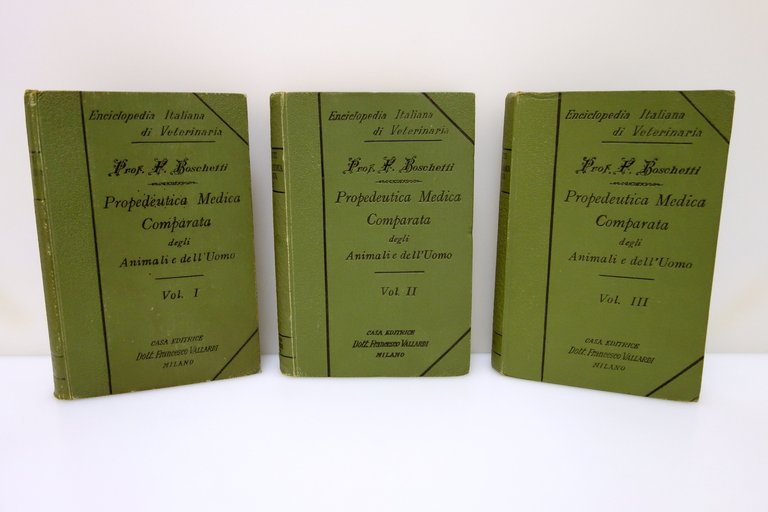 Enciclopedia Italiana
di Veterinaria
Prof. F. Boschetti
Propedeutica Medica
Comparata
degli
Animali e dell'Uomo
Vol. I
CASA EDITRICE
Dott. Francesco VALLARDI
MILANO
Enciclopedia Italiana
di Veterinaria
Prof. F. Boschetti
Propedeutica Medica
Comparata
degli
Animali e dell'Uomo
Vol. II
CASA EDITRICE
Dott. Francesco VALLARDI
MILANO
Enciclopedia Italiana
di Veterinaria
Prof. F. Boschetti
Propedeutica Medica
Comparata
degli
Animali e dell'Uomo
Vol. III
CASA EDITRICE
Dott. Francesco VALLARDI
MILANO